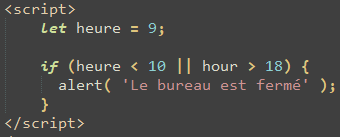 <script>
let heure = 9;
if (heure < 10 || hour > 18) {
alert( 'Le bureau est fermé' );
}
</script>